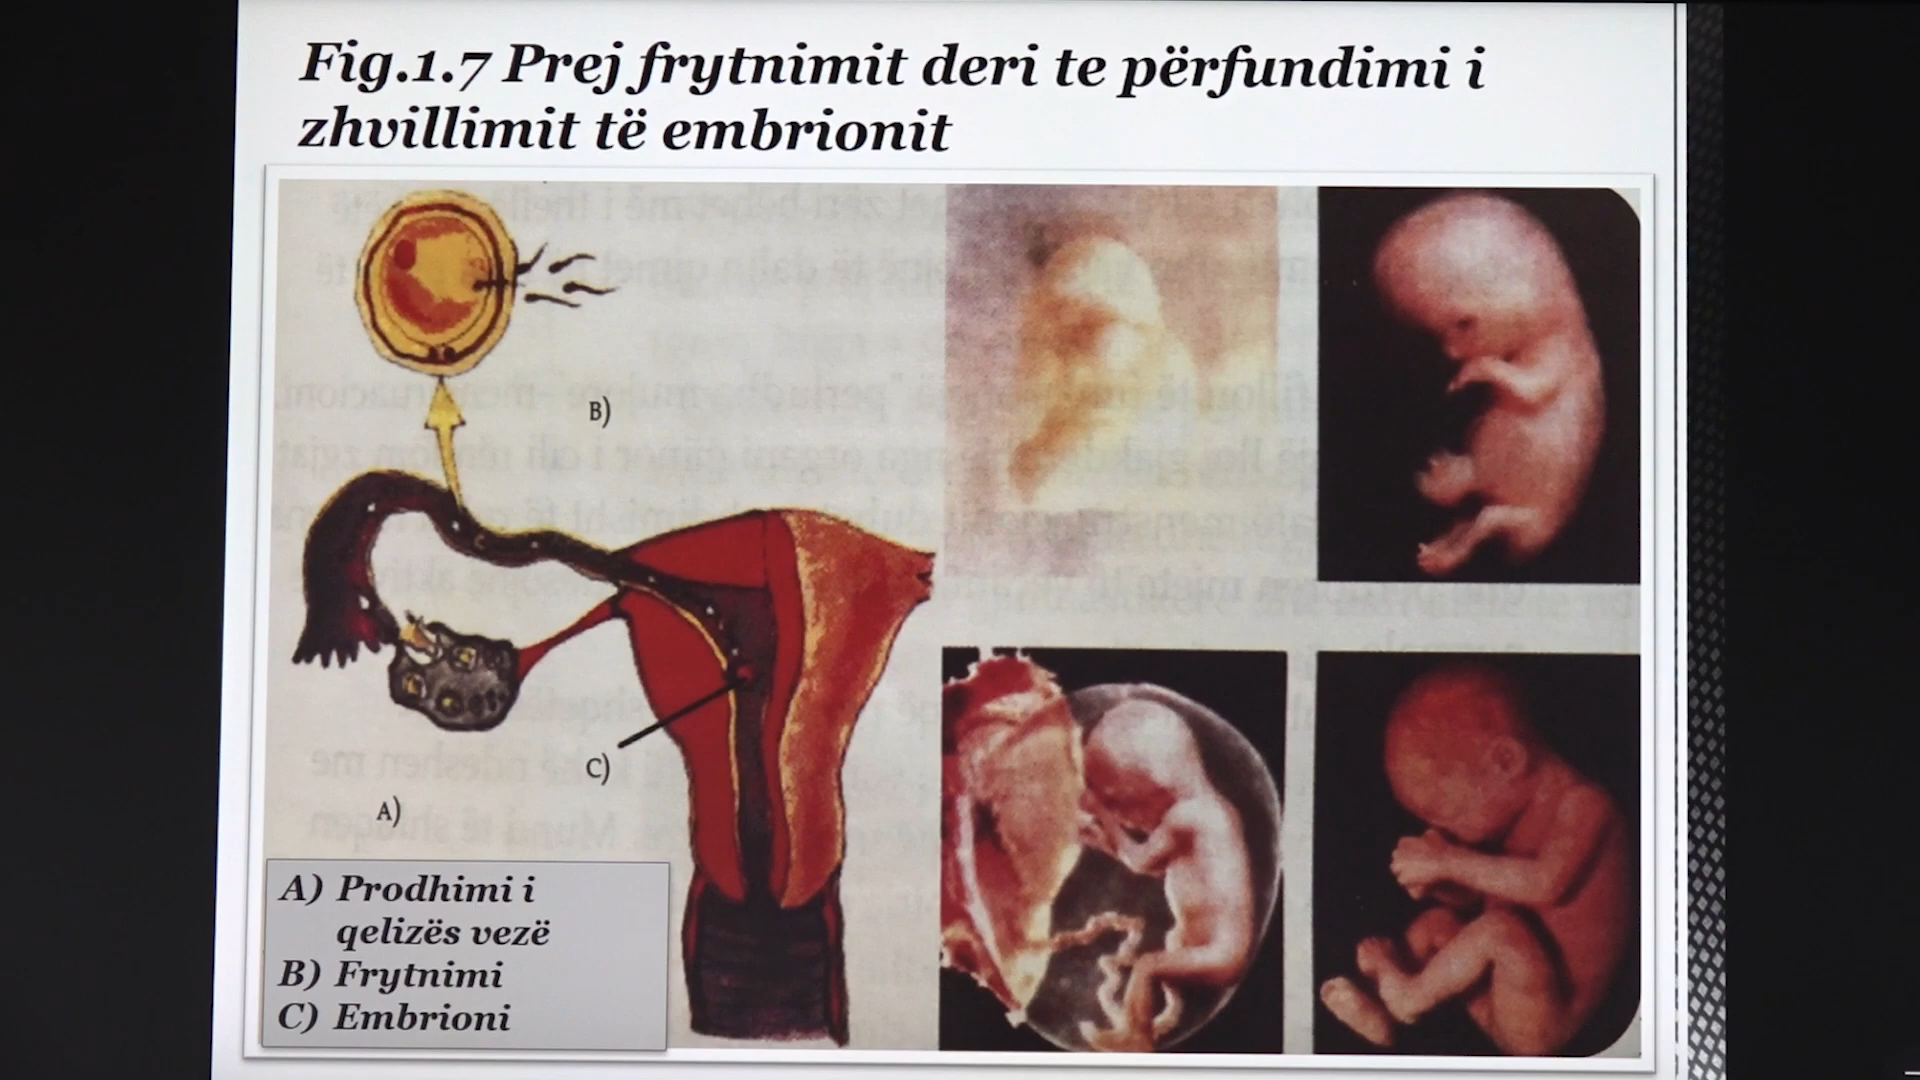 Fig.1.7 Prej frytnimit deri te përfundimi i
zhvillimit të embrionit
B)
C)
A)
A) Prodhimi i
qelizës vezë
B) Frytnimi
C) Embrioni